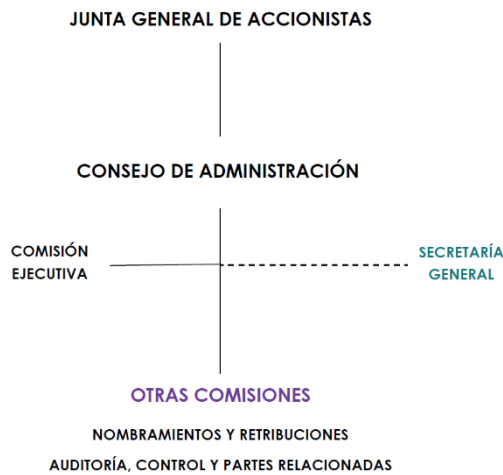 JUNTA GENERAL DE ACCIONISTAS
CONSEJO DE ADMINISTRACIÓN
COMISIÓN
EJECUTIVA
SECRETARÍA
GENERAL
OTRAS COMISIONES
NOMBRAMIENTOS Y RETRIBUCIONES
AUDITORÍA, CONTROL Y PARTES RELACIONADAS